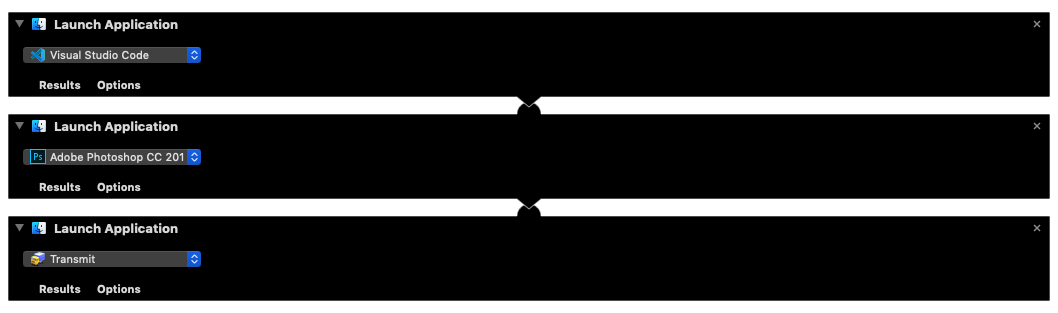 Launch Application
Visual Studio Code
Results Options
Launch Application
Ps Adobe Photoshop CC 201
Results Options
Launch Application
Transmit
Results Options